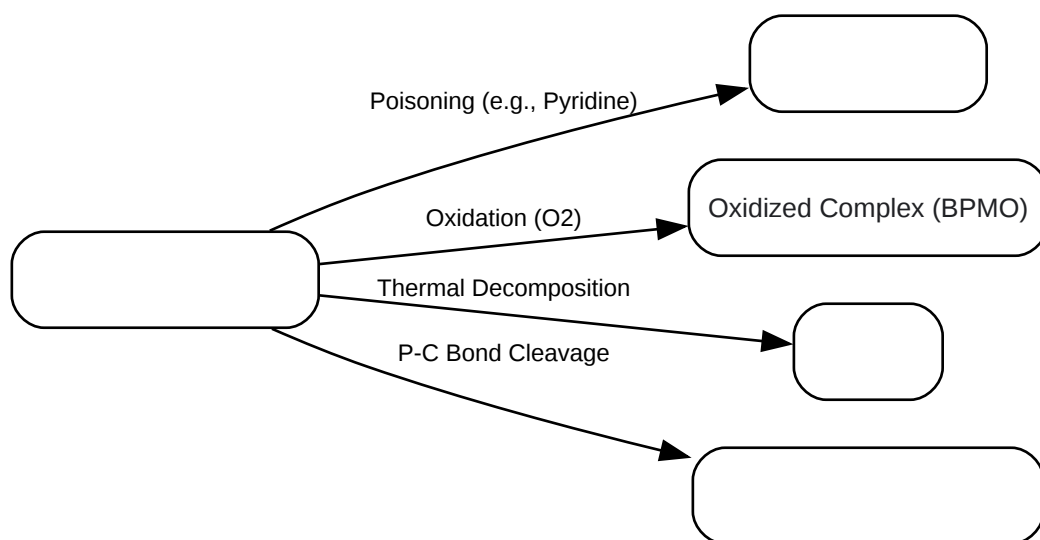 Poisoning (e.g., Pyridine)
Oxidized Complex (BPMO)
Oxidation (O2)
Thermal Decomposition
P-C Bond Cleavage